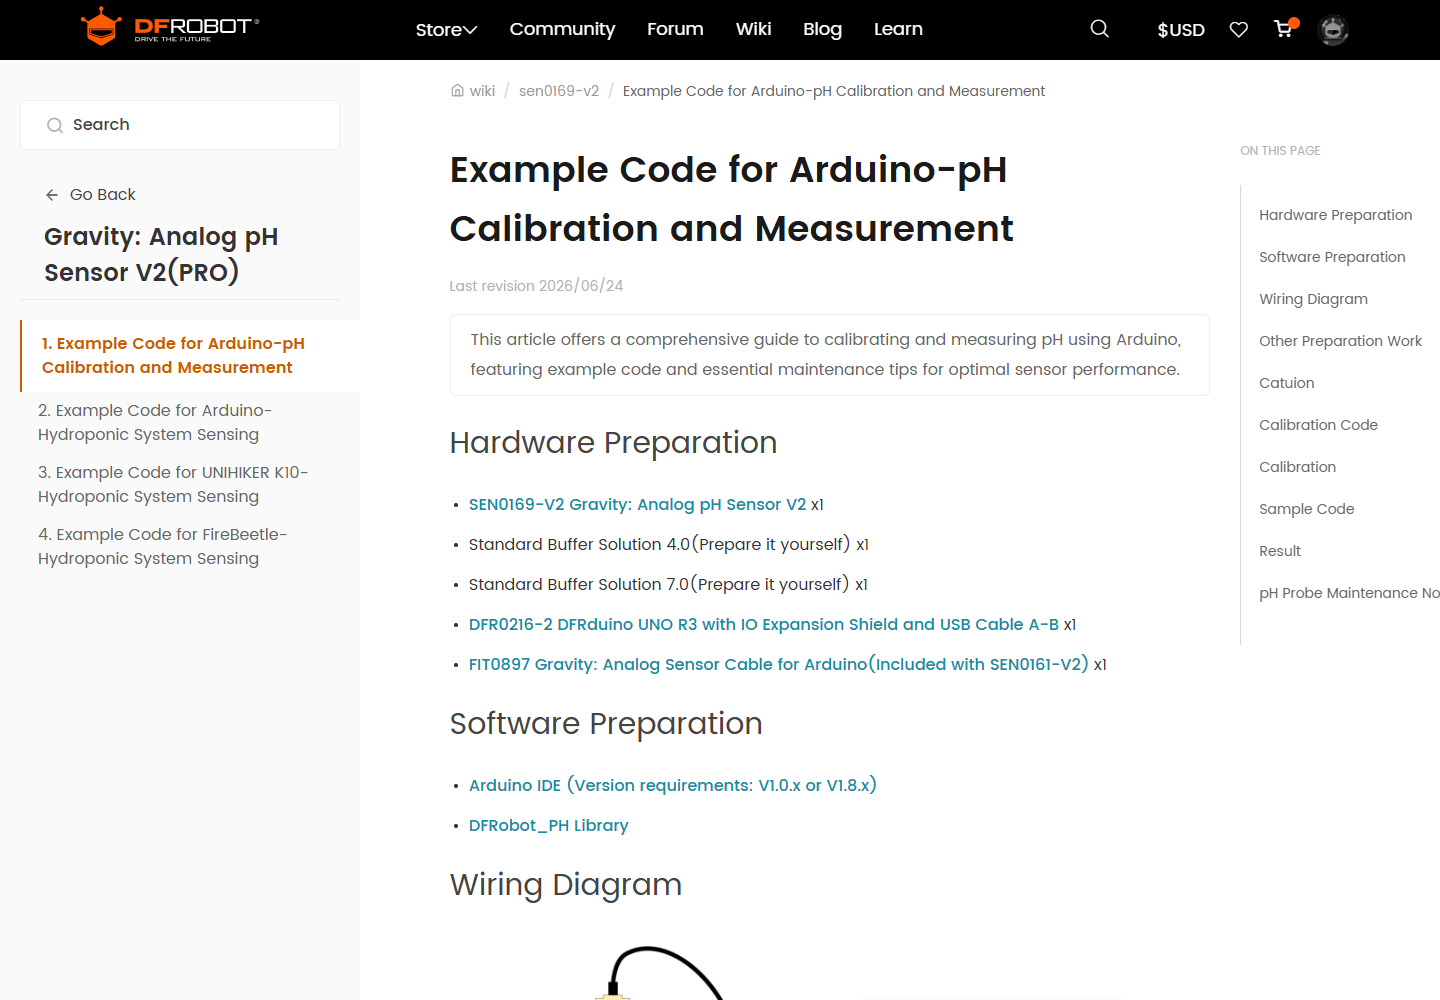 DFROBOT®
DRIVE THE FUTURE
Store
Community
Forum
Wiki
Blog
Learn
$USD
Search
Go Back
Gravity: Analog pH
Sensor V2(PRO)
1. Example Code for Arduino-pH
Calibration and Measurement
2. Example Code for Arduino-
Hydroponic System Sensing
3. Example Code for UNIHIKER K10-
Hydroponic System Sensing
4. Example Code for FireBeetle-
Hydroponic System Sensing
wiki / sen0169-v2 / Example Code for Arduino-pH Calibration and Measurement
Example Code for Arduino-pH
Calibration and Measurement
Last revision 2026/06/24
This article offers a comprehensive guide to calibrating and measuring pH using Arduino,
featuring example code and essential maintenance tips for optimal sensor performance.
Hardware Preparation
• SEN0169-V2 Gravity: Analog pH Sensor V2 x1
• Standard Buffer Solution 4.0(Prepare it yourself) x1
• Standard Buffer Solution 7.0(Prepare it yourself) x1
• DFR0216-2 DFRduino UNO R3 with IO Expansion Shield and USB Cable A-B x1
• FIT0897 Gravity: Analog Sensor Cable for Arduino(Included with SEN0161-V2) x1
Software Preparation
• Arduino IDE (Version requirements: V1.0.x or V1.8.x)
• DFRobot_PH Library
Wiring Diagram
ON THIS PAGE
Hardware Preparation
Software Preparation
Wiring Diagram
Other Preparation Work
Catuion
Calibration Code
Calibration
Sample Code
Result
pH Probe Maintenance No